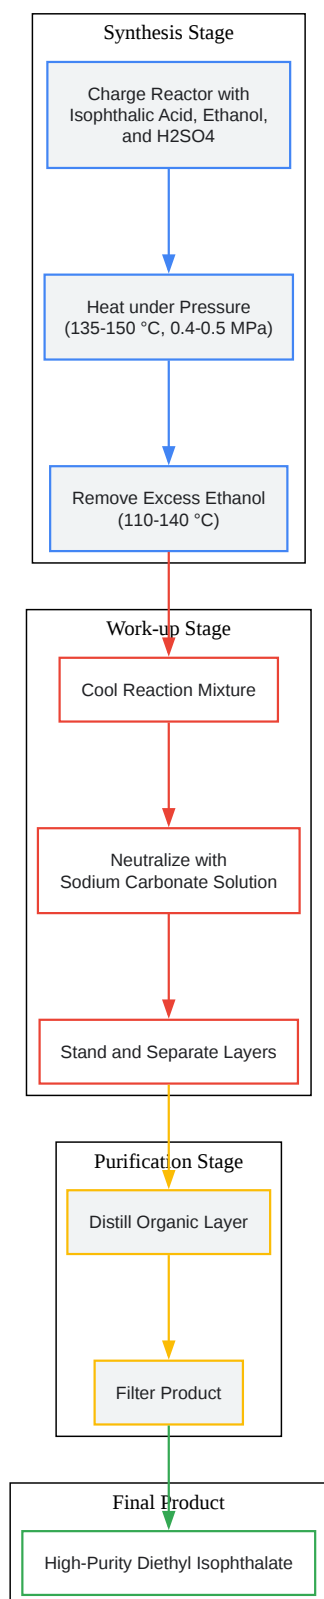 Synthesis Stage
Charge Reactor with
Isophthalic Acid, Ethanol,
and H2SO4
Heat under Pressure
(135-150 °C, 0.4-0.5 MPa)
Remove Excess Ethanol
(110-140 °C)
Work-up Stage
Cool Reaction Mixture
Neutralize with
Sodium Carbonate Solution
Stand and Separate Layers
Purification Stage
Distill Organic Layer
Filter Product
Final Product
High-Purity Diethyl Isophthalate